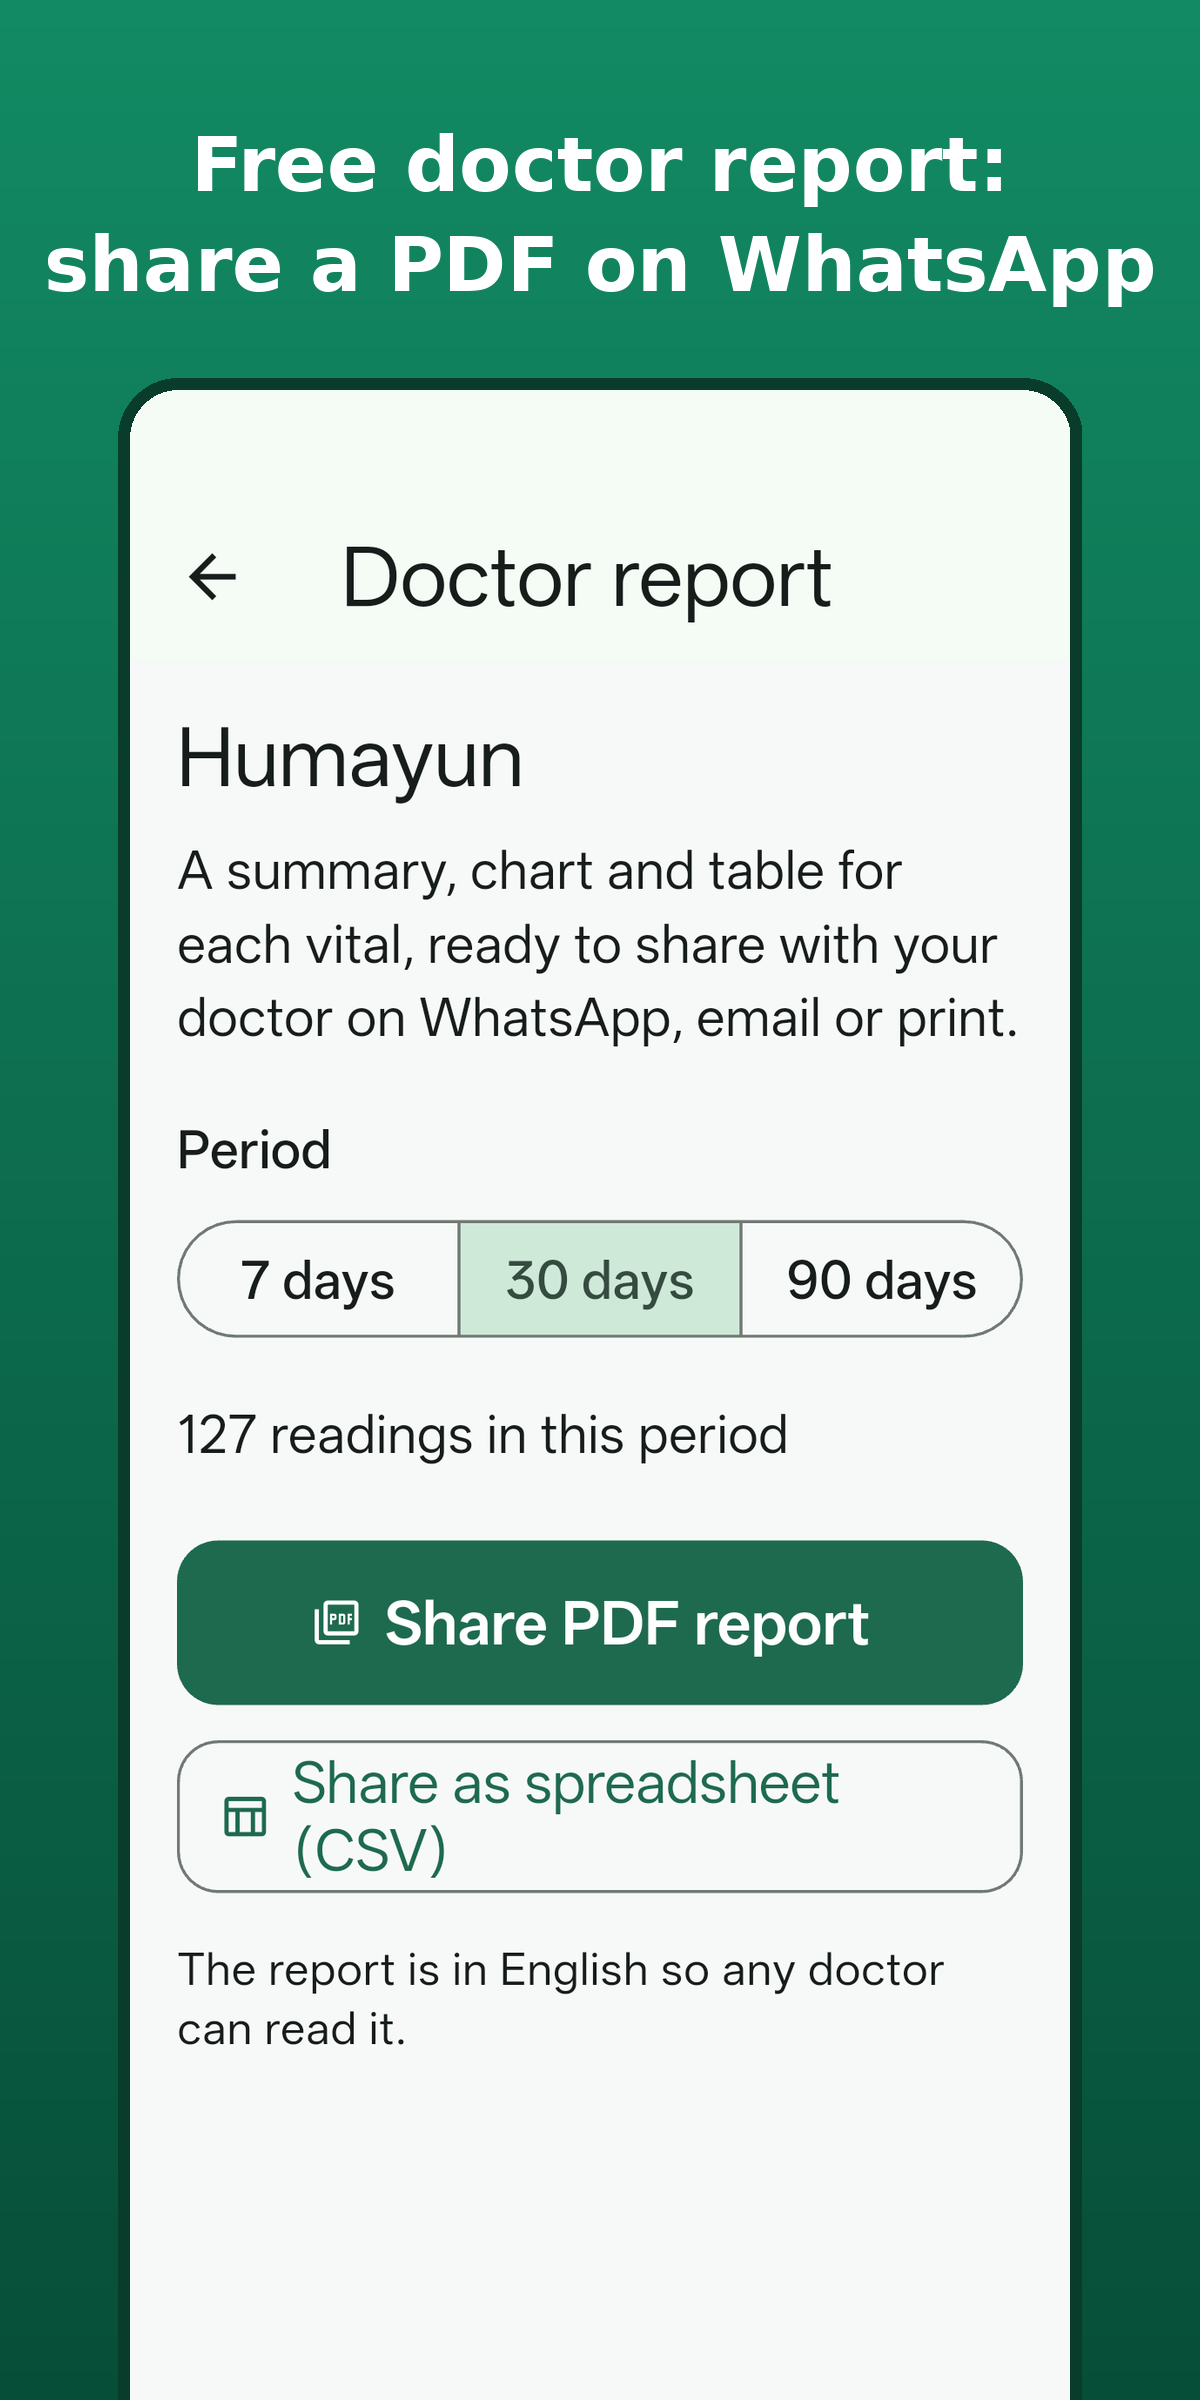 Free doctor report:
share a PDF on WhatsApp
Doctor report
Humayun
A summary, chart and table for
each vital, ready to share with your
doctor on WhatsApp, email or print.
Period
7 days 30 days 90 days
127 readings in this period
PDF Share PDF report
Share as spreadsheet
(CSV)
The report is in English so any doctor
can read it.